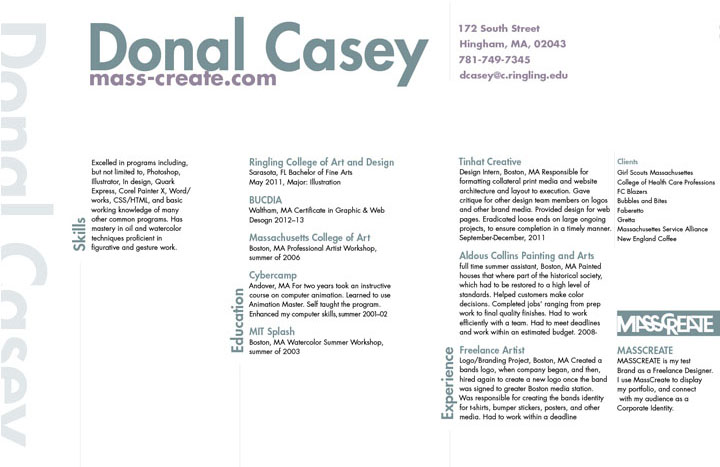 Donal Casey
Donal Casey
mass-create.com
172 South Street
Hingham, MA, 02043
781-749-7345
dcasey@c.ringling.edu
Skills
Excelled in programs including,
but not limited to, Photoshop,
Illustrator, In design, Quark
Express, Corel Painter X, Word/
works, CSS/HTML, and basic
working knowledge of many
other common programs. Has
mastery in oil and watercolor
techniques proficient in
figurative and gesture work.
Education
Ringling College of Art and Design
Sarasota, FL Bachelor of Fine Arts
May 2011, Major: Illustration
BUCDIA
Waltham, MA Certificate in Graphic & Web
Desogn 2012-13
Massachusetts College of Art
Boston, MA Professional Artist Workshop,
summer of 2006
Cybercamp
Andover, MA For two years took an instructive
course on computer animation. Learned to use
Animation Master. Self taught the program.
Enhanced my computer skills, summer 2001-02
MIT Splash
Boston, MA Watercolor Summer Workshop,
summer of 2003
Experience
Tinhat Creative
Design Intern, Boston, MA Responsible for
formatting collateral print media and website
architecture and layout to execution. Gave
critique for other design team members on logos
and other brand media. Provided design for web
pages. Eradicated loose ends on large ongoing
projects, to ensure completion in a timely manner.
September-December, 2011
Aldous Collins Painting and Arts
full time summer assistant, Boston, MA Painted
houses that where part of the historical society,
which had to be restored to a high level of
standards. Helped customers make color
decisions. Completed jobs' ranging from prep
work to final quality finishes. Had to work
efficiently with a team. Had to meet deadlines
and work within an estimated budget. 2008-
Freelance Artist
Logo/Branding Project, Boston, MA Created a
bands logo, when company began, and then,
hired again to create a new logo once the band
was signed to greater Boston media station.
Was responsible for creating the bands identity
for t-shirts, bumper stickers, posters, and other
media. Had to work within a deadline
Clients
Girl Scouts Massachusetts
College of Health Care Professions
FC Blazers
Bubbles and Bites
Faberetto
Gretta
Massachusetts Service Alliance
New England Coffee
MASSCREATE
MASSCREATE
MASSCREATE is my test
Brand as a Freelance Designer.
I use MassCreate to display
my portfolio, and connect
with my audience as a
Corporate Identity.